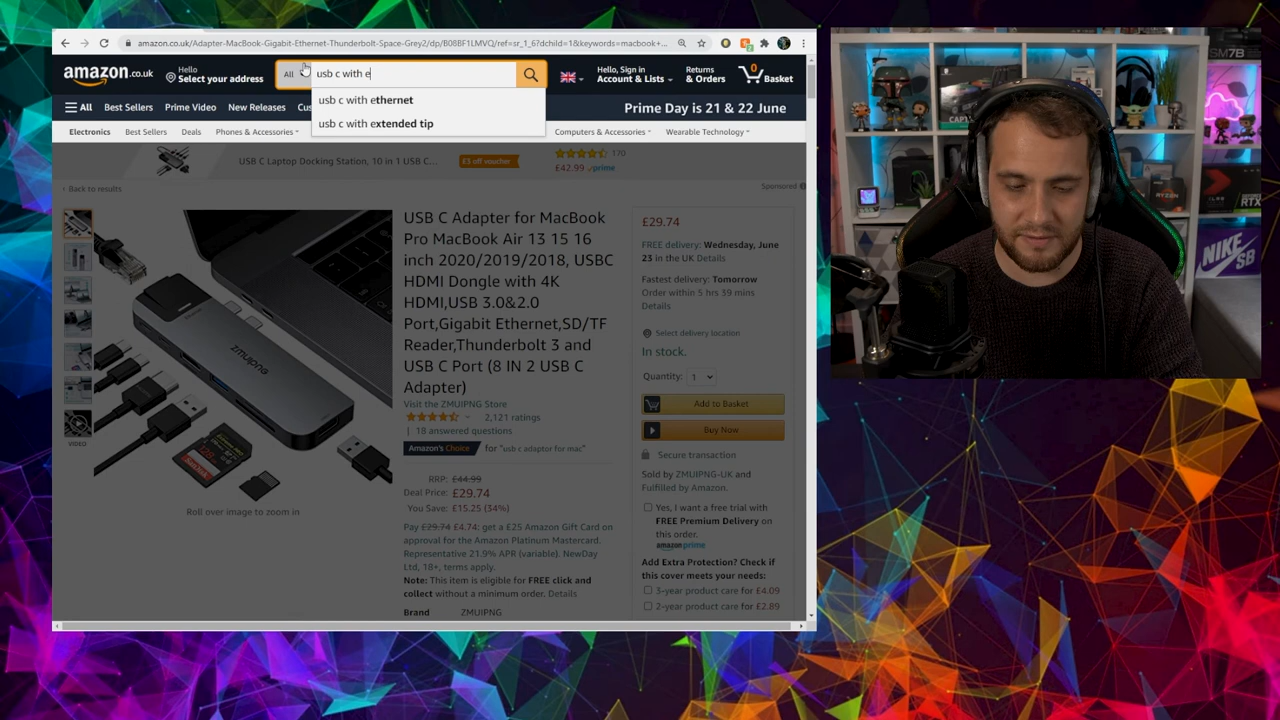 amazon.co.uk/Adapter-MacBook-Gigabit-Ethernet-Thunderbolt-Space-Grey2/dp/B08BF1LMVQ/ref=sr_1_6?dchild=1&keywords=macbook+...
amazon.co.uk
Hello
Select your address
All
usb c with e
Hello, Sign in
Account & Lists
Returns
& Orders
0
Basket
usb c with ethernet
usb c with extended tip
All
Best Sellers
Prime Video
New Releases
Prime Day is 21 & 22 June
Electronics
Best Sellers
Deals
Phones & Accessories
Computers & Accessories
Wearable Technology
USB C Laptop Docking Station, 10 in 1 USB C...
£5 off voucher
170
£42.99 prime
‹ Back to results
Sponsored
USB C Adapter for MacBook
Pro MacBook Air 13 15 16
inch 2020/2019/2018, USBC
HDMI Dongle with 4K
HDMI,USB 3.0&2.0
Port,Gigabit Ethernet,SD/TF
Reader,Thunderbolt 3 and
USB C Port (8 IN 2 USB C
Adapter)
Visit the ZMUIPNG Store
2,121 ratings
| 18 answered questions
Amazon's Choice for "usb c adaptor for mac"
RRP: £44.99
Deal Price: £29.74
You Save: £15.25 (34%)
Pay £29.74 £4.74: get a £25 Amazon Gift Card on
approval for the Amazon Platinum Mastercard.
Representative 21.9% APR (variable). NewDay
Ltd, 18+, terms apply.
Note: This item is eligible for FREE click and
collect without a minimum order. Details
Brand ZMUIPNG
ZMUIPNG
SanDisk
VIDEO
Roll over image to zoom in
£29.74
FREE delivery: Wednesday, June
23 in the UK Details
Fastest delivery: Tomorrow
Order within 5 hrs 39 mins
Details
Select delivery location
In stock.
Quantity: 1
Add to Basket
Buy Now
Secure transaction
Sold by ZMUIPNG-UK and
Fulfilled by Amazon.
Yes, I want a free trial with
FREE Premium Delivery on
this order.
amazon prime
Add Extra Protection? Check if
this cover meets your needs:
3-year product care for £4.09
2-year product care for £2.89
SM7B
RYZEN
RTX
NIKE
SB